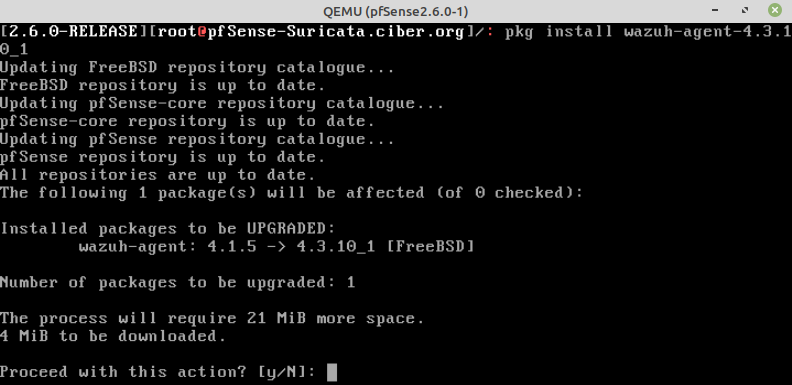 QEMU (pfSense2.6.0-1)
[2.6.0-RELEASE][root@pfSense-Suricata.ciber.org]/: pkg install wazuh-agent-4.3.1
0_1
Updating FreeBSD repository catalogue...
FreeBSD repository is up to date.
Updating pfSense-core repository catalogue...
pfSense-core repository is up to date.
Updating pfSense repository catalogue...
pfSense repository is up to date.
All repositories are up to date.
The following 1 package(s) will be affected (of 0 checked):
Installed packages to be UPGRADED:
wazuh-agent: 4.1.5 -> 4.3.10_1 [FreeBSD]
Number of packages to be upgraded: 1
The process will require 21 MiB more space.
4 MiB to be downloaded.
Proceed with this action? [y/N]: